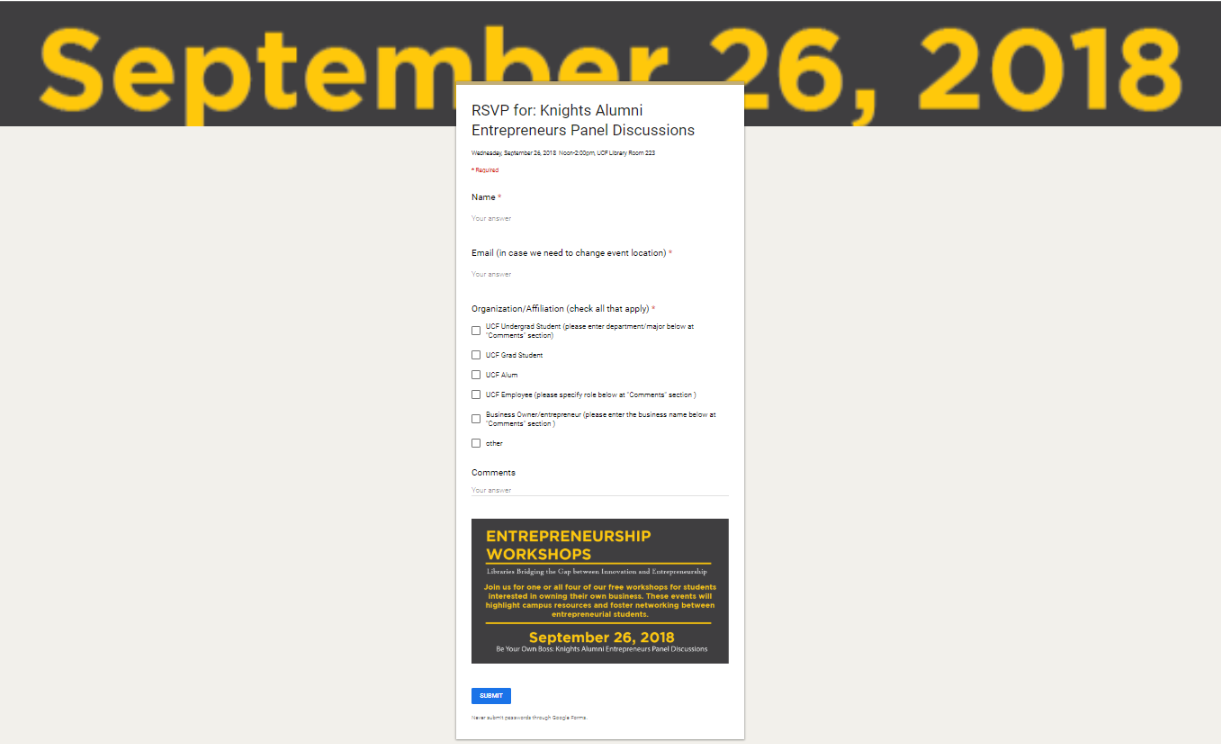 September 26, 2018
RSVP for: Knights Alumni
Entrepreneurs Panel Discussions
Wednesday, September 26, 2018 Noon-2:00pm, UCF Library Room 223
* Required
Name *
Your answer
Email (in case we need to change event location) *
Your answer
Organization/Affiliation (check all that apply) *
UCF Undergrad Student (please enter department/major below at
"Comments" section)
UCF Grad Student
UCF Alum
UCF Employee (please specify role below at "Comments" section )
Business Owner/entrepreneur (please enter the business name below at
"Comments" section )
other
Comments
Your answer
ENTREPRENEURSHIP
WORKSHOPS
Libraries Bridging the Gap between Innovation and Entrepreneurship
Join us for one or all four of our free workshops for students
interested in owning their own business. These events will
highlight campus resources and foster networking between
entrepreneurial students.
September 26, 2018
Be Your Own Boss: Knights Alumni Entrepreneurs Panel Discussions
SUBMIT
Never submit passwords through Google Forms.